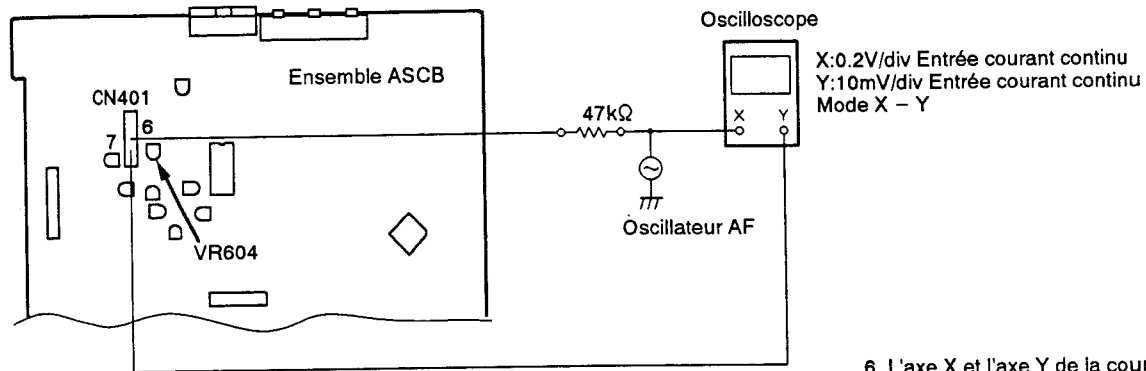 Oscilloscope
X:0.2V/div Entrée courant continu
Y:10mV/div Entrée courant continu
Mode X – Y
Ensemble ASCB
CN401
6
7
47kΩ
X Y
Oscillateur AF
VR604
6. L'axe X et l'axe Y de la cour